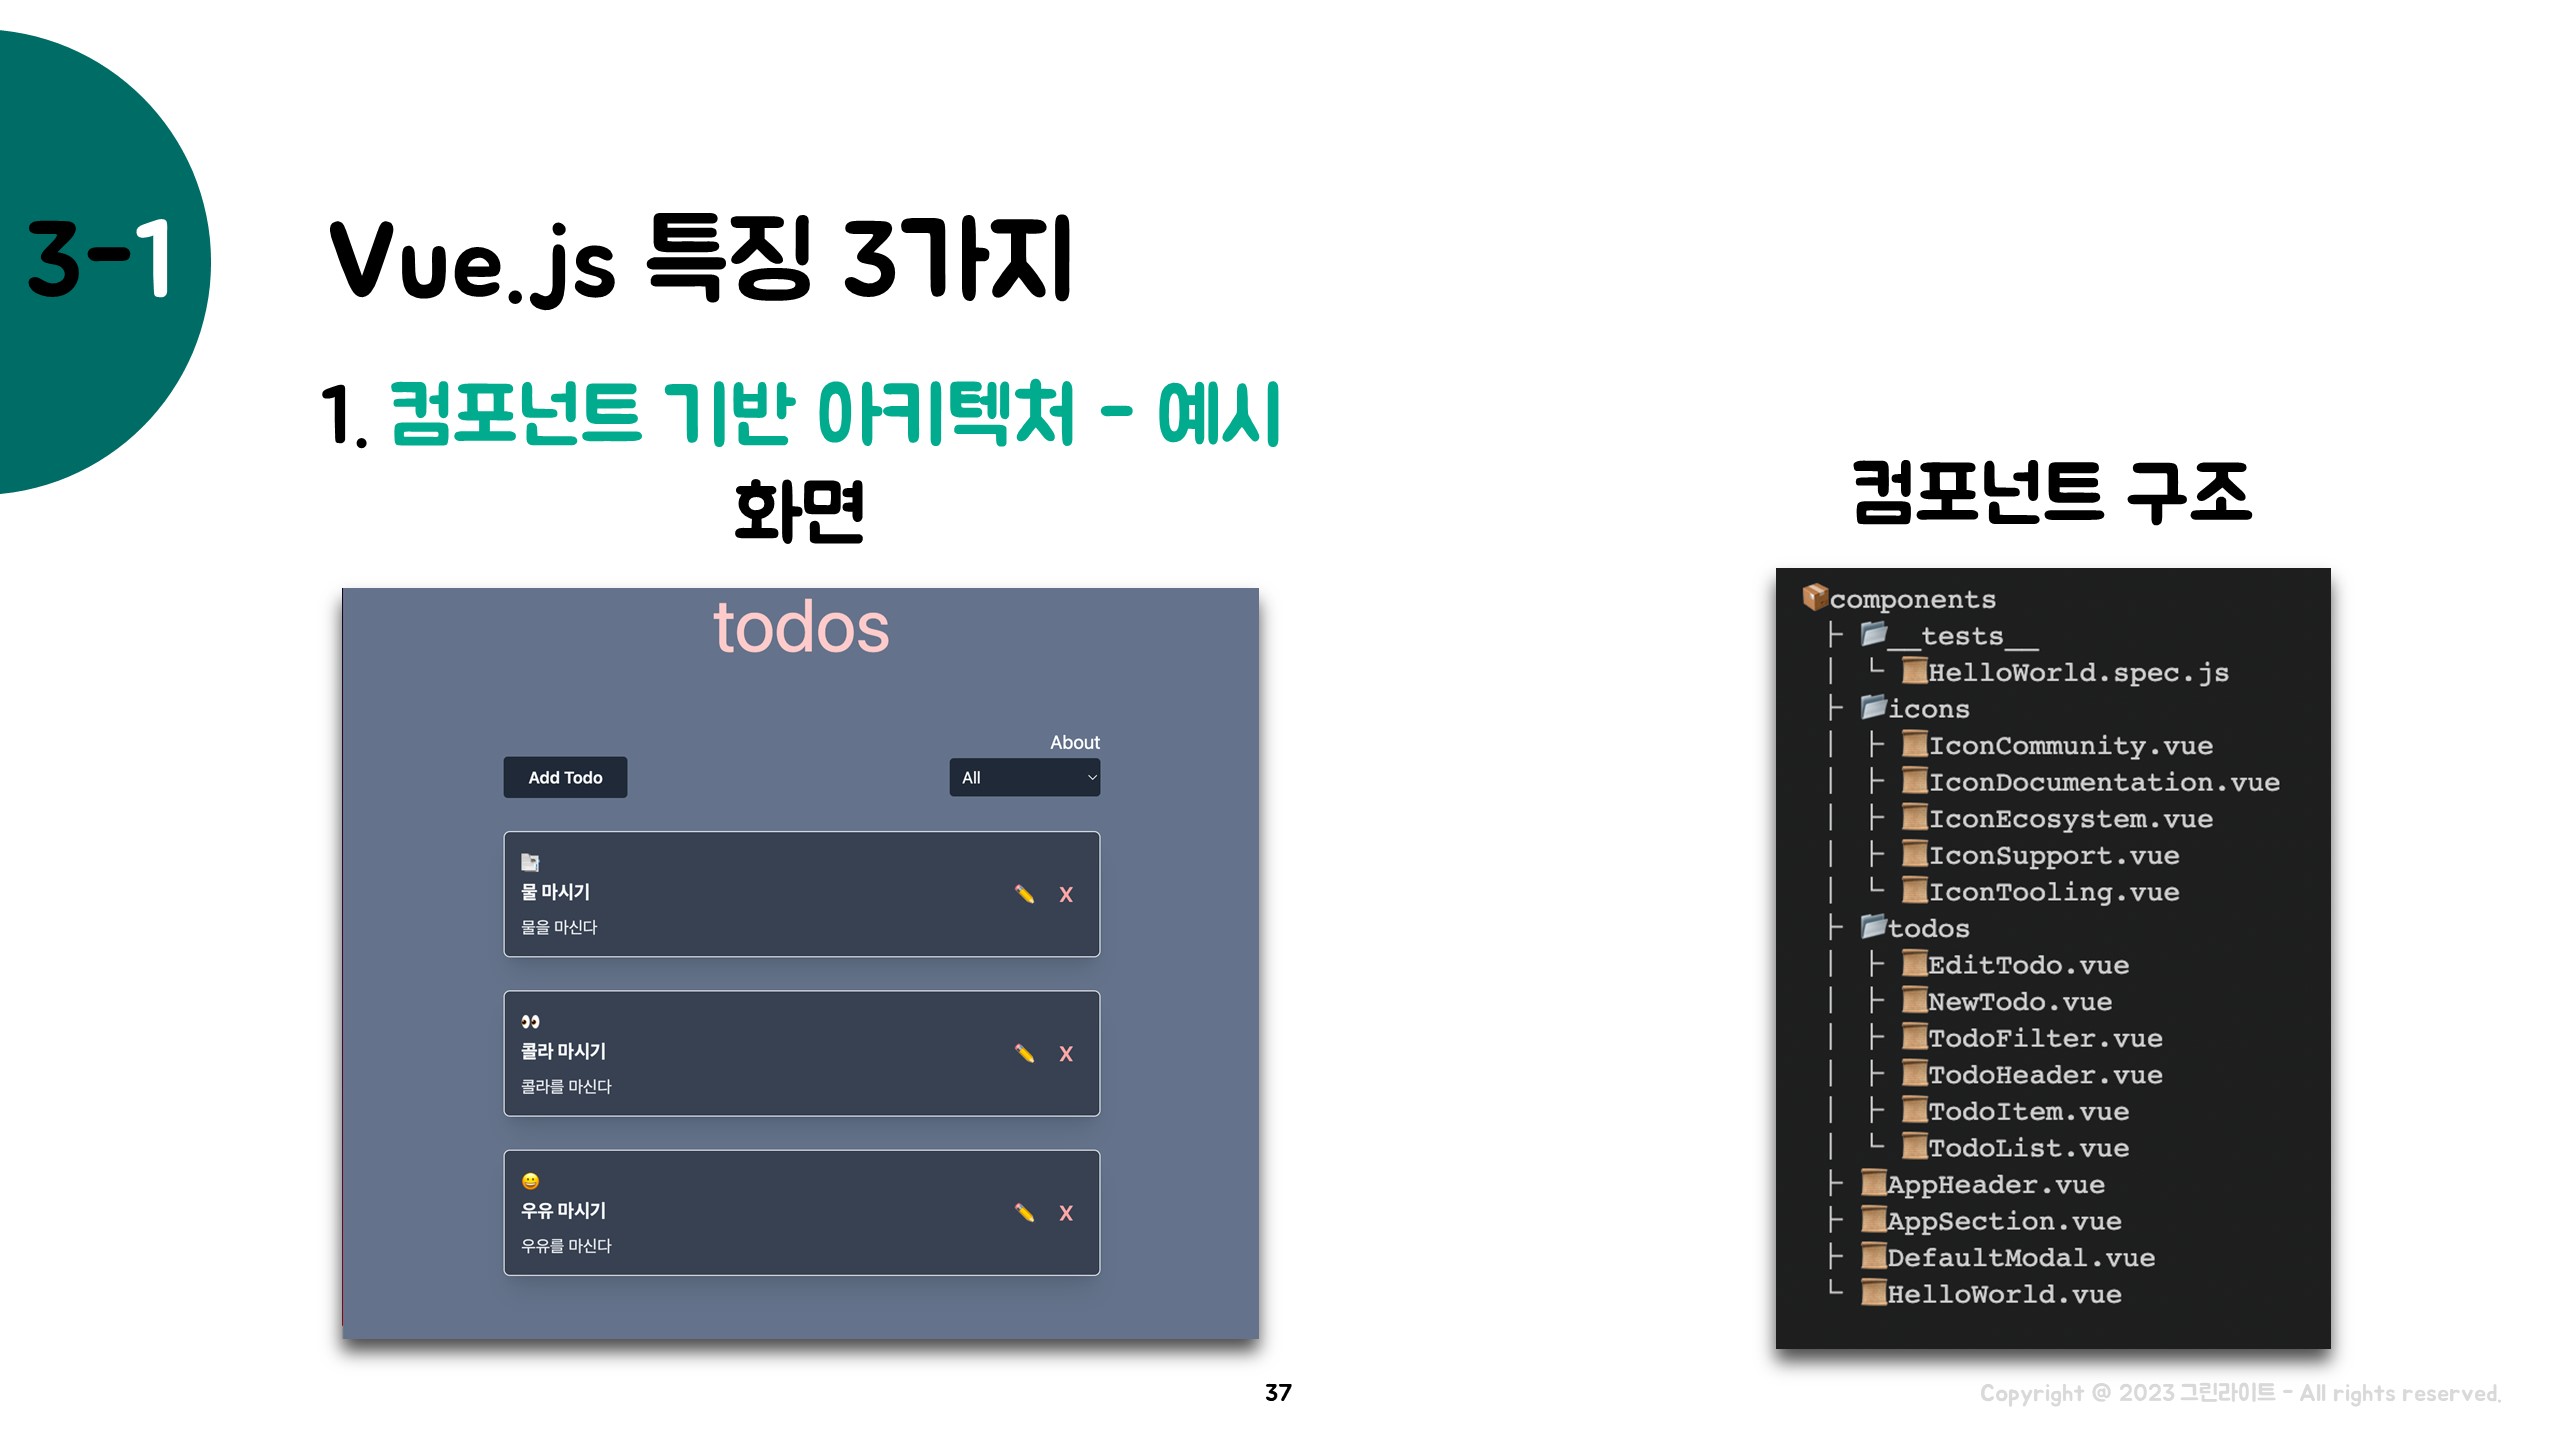 3-1
Vue.js 특징 3가지
1. 컴포넌트 기반 아키텍처 - 예시
화면
todos
About
Add Todo
All
물 마시기
X
물을 마신다
콜라 마시기
X
콜라를 마신다
우유 마시기
X
우유를 마신다
컴포넌트 구조
components
├ __tests__
│ └ HelloWorld.spec.js
├ icons
│ ├ IconCommunity.vue
│ ├ IconDocumentation.vue
│ ├ IconEcosystem.vue
│ ├ IconSupport.vue
│ └ IconTooling.vue
├ todos
│ ├ EditTodo.vue
│ ├ NewTodo.vue
│ ├ TodoFilter.vue
│ ├ TodoHeader.vue
│ ├ TodoItem.vue
│ └ TodoList.vue
├ AppHeader.vue
├ AppSection.vue
├ DefaultModal.vue
└ HelloWorld.vue
37
Copyright @ 2023 그린라이트 - All rights reserved.